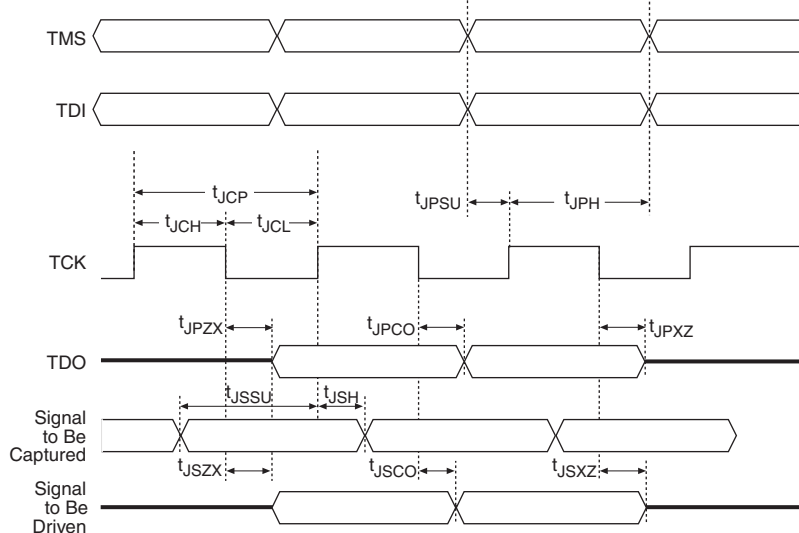 TMS
TDI
tJCP
tJCH
tJCL
tJPSU
tJPH
TCK
tJPZX
tJPCO
tJPXZ
TDO
tJSSU
tJSH
Signal
to Be
Captured
tJSZX
tJSCO
tJSXZ
Signal
to Be
Driven